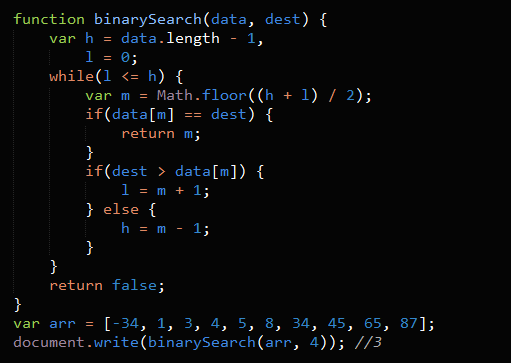 function binarySearch(data, dest) {
    var h = data.length - 1,
        l = 0;
    while(l <= h) {
        var m = Math.floor((h + l) / 2);
        if(data[m] == dest) {
            return m;
        }
        if(dest > data[m]) {
            l = m + 1;
        } else {
            h = m - 1;
        }
    }
    return false;
}
var arr = [-34, 1, 3, 4, 5, 8, 34, 45, 65, 87];
document.write(binarySearch(arr, 4)); //3